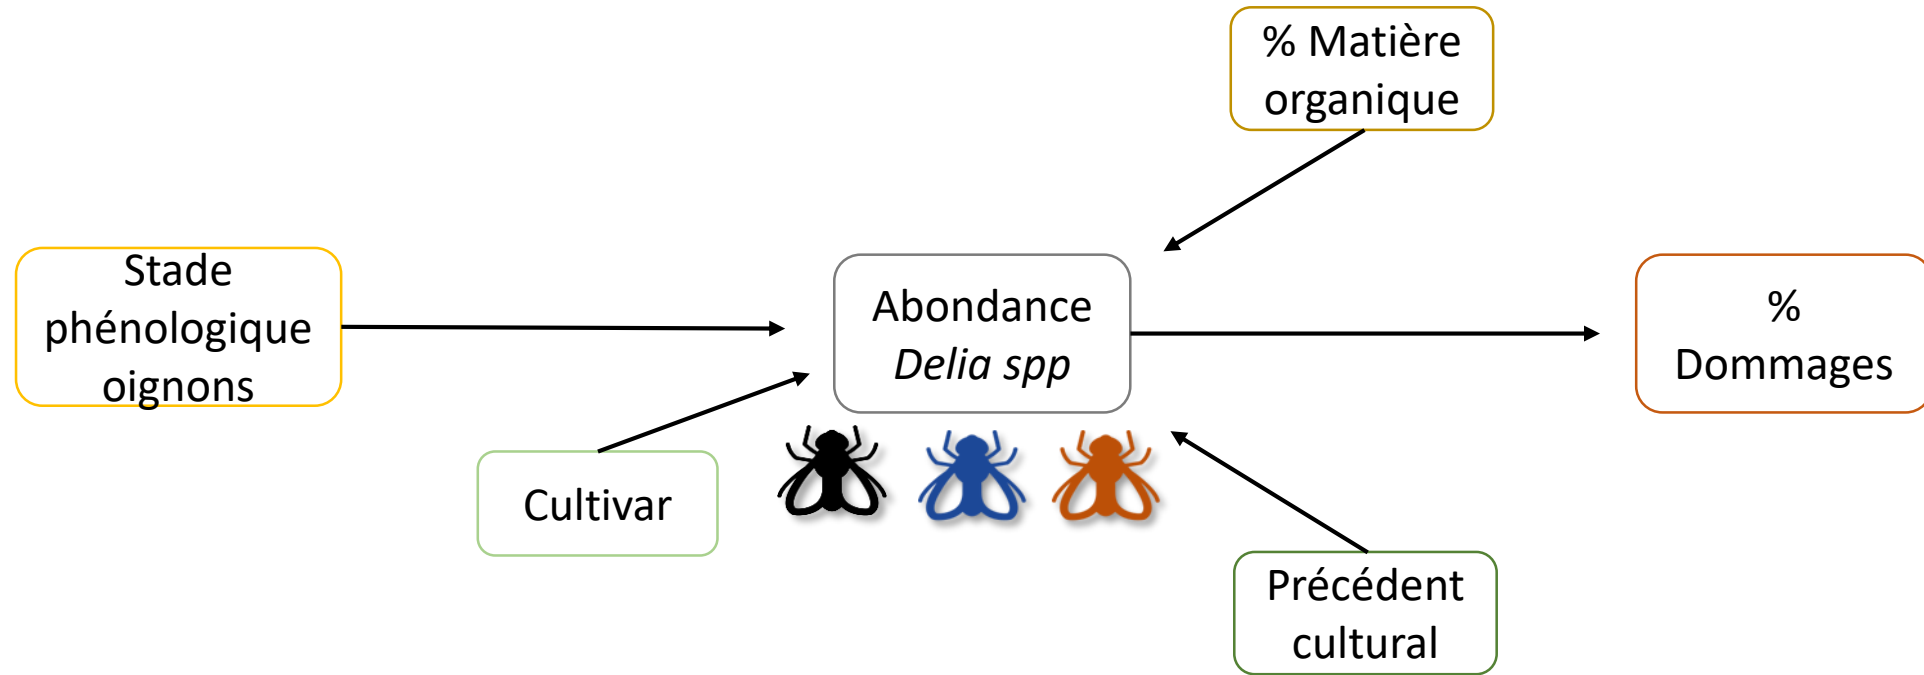 % Matière
organique
Stade
phénologique
oignons
Abondance
Delia spp
%
Dommages
Cultivar
Précédent
cultural